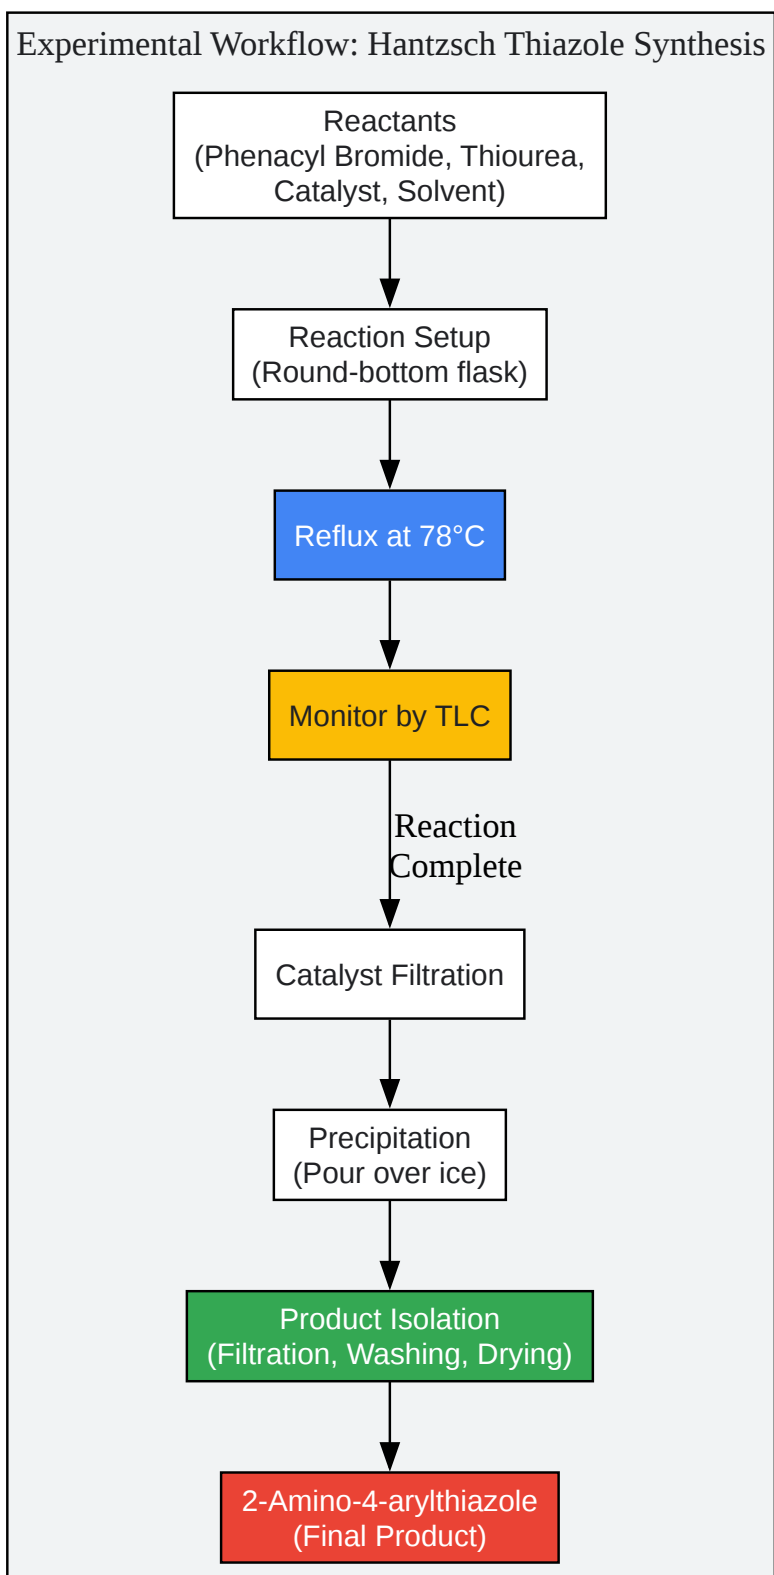 Experimental Workflow: Hantzsch Thiazole Synthesis
Reactants
(Phenacyl Bromide, Thiourea,
Catalyst, Solvent)
Reaction Setup
(Round-bottom flask)
Reflux at 78°C
Monitor by TLC
Reaction
Complete
Catalyst Filtration
Precipitation
(Pour over ice)
Product Isolation
(Filtration, Washing, Drying)
2-Amino-4-arylthiazole
(Final Product)